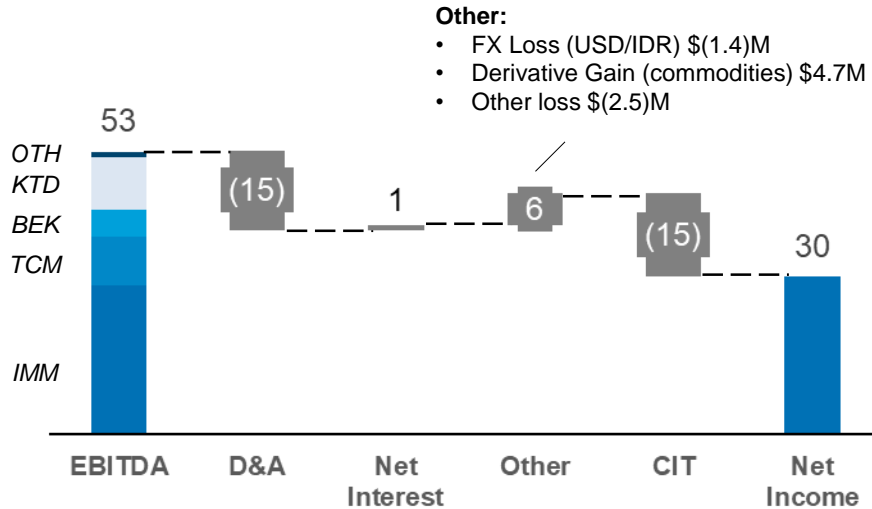 Other:
• FX Loss (USD/IDR) $(1.4)M
• Derivative Gain (commodities) $4.7M
• Other loss $(2.5)M
53
OTH
KTD
BEK
TCM
IMM
(15)
1
6
(15)
30
EBITDA
D&A
Net
Interest
Other
CIT
Net
Income